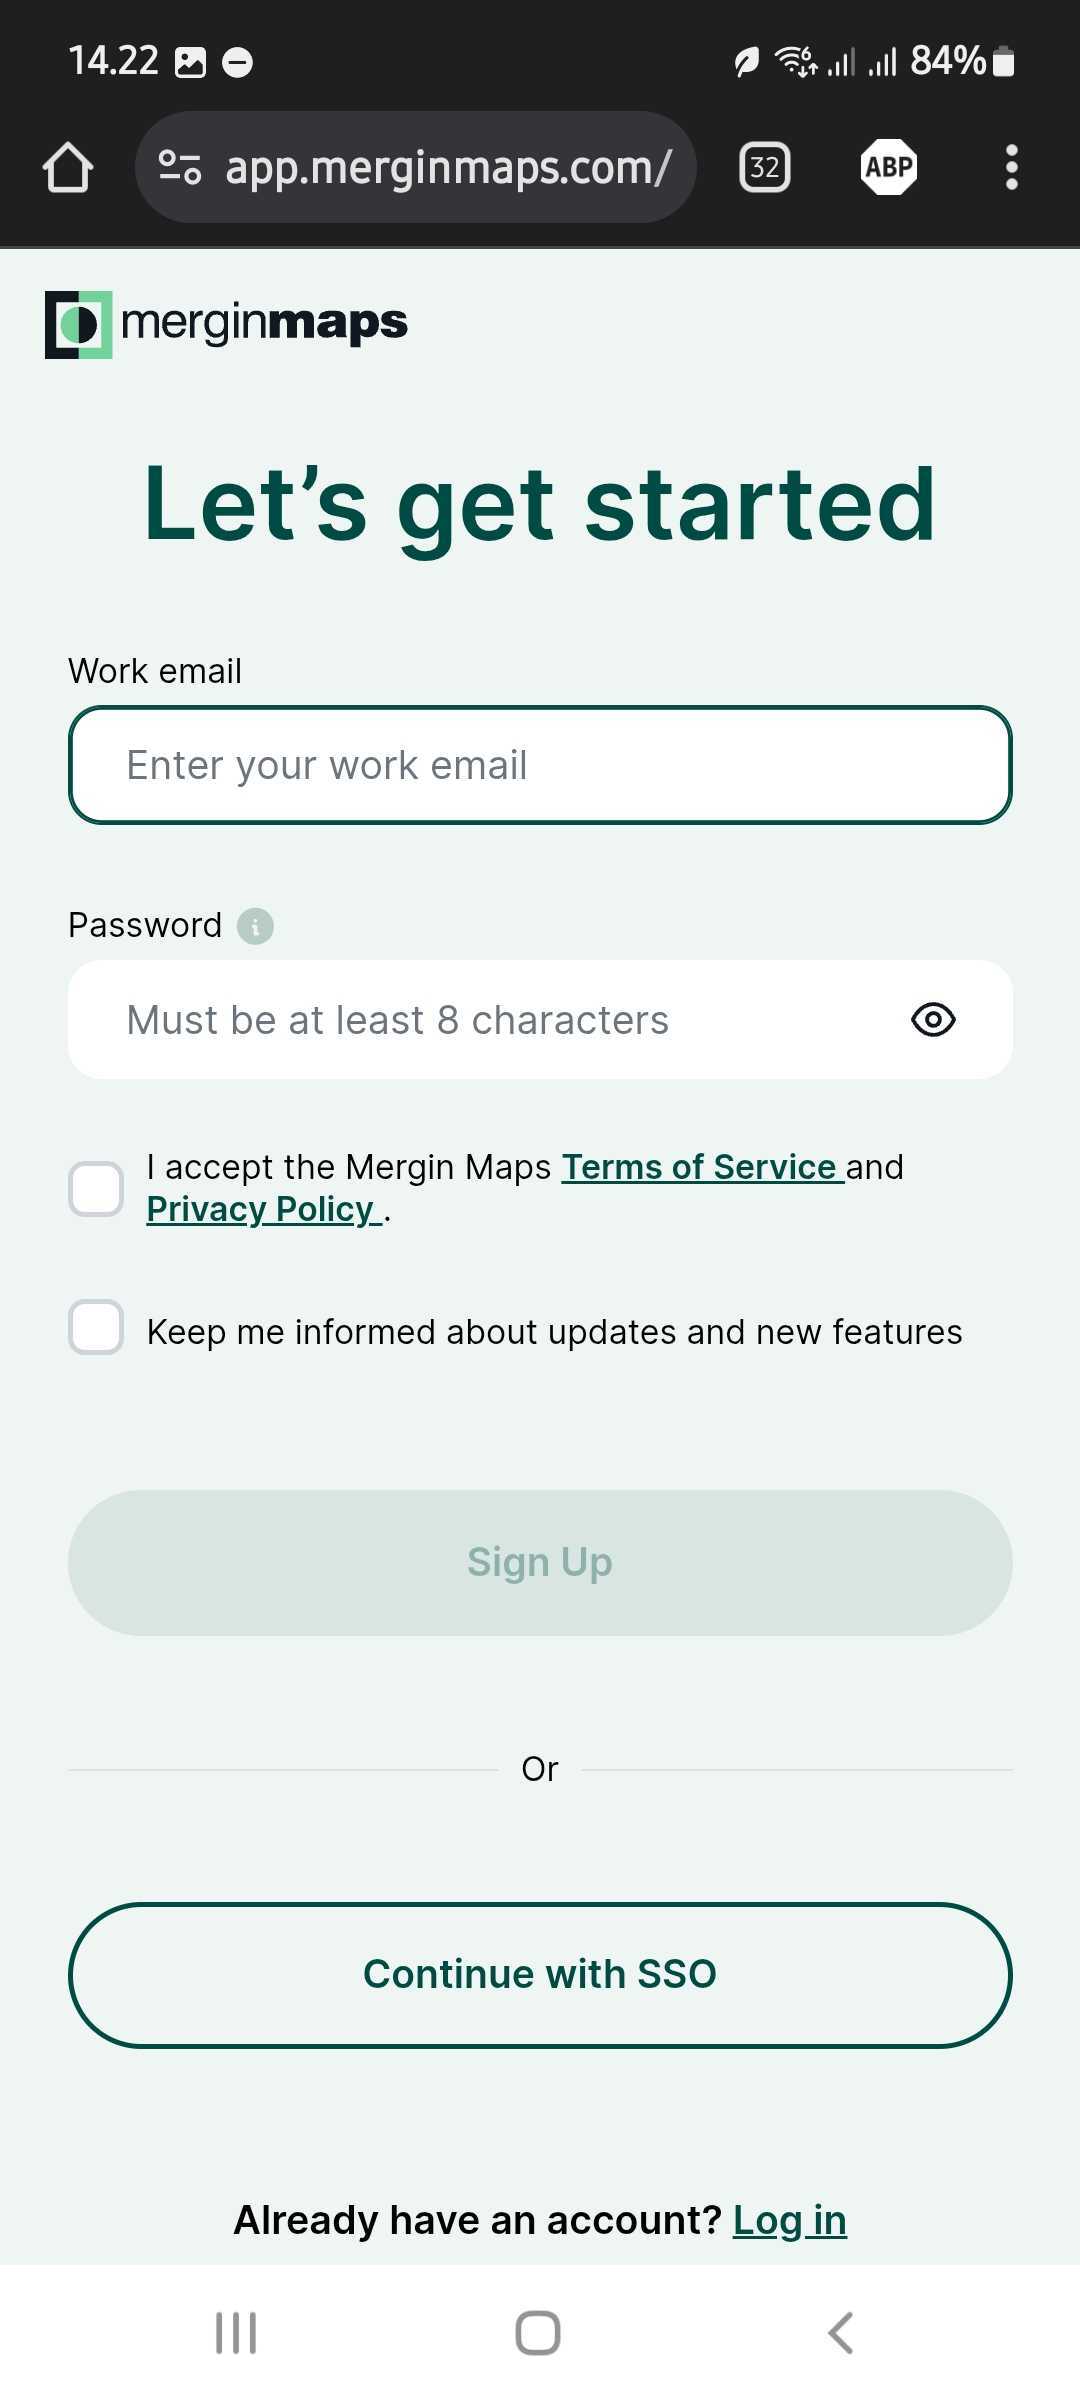 14.22
84%
app.merginmaps.com/
32
ABP
merginmaps
Let’s get started
Work email
Enter your work email
Password
Must be at least 8 characters
I accept the Mergin Maps Terms of Service and
Privacy Policy .
Keep me informed about updates and new features
Sign Up
Or
Continue with SSO
Already have an account? Log in